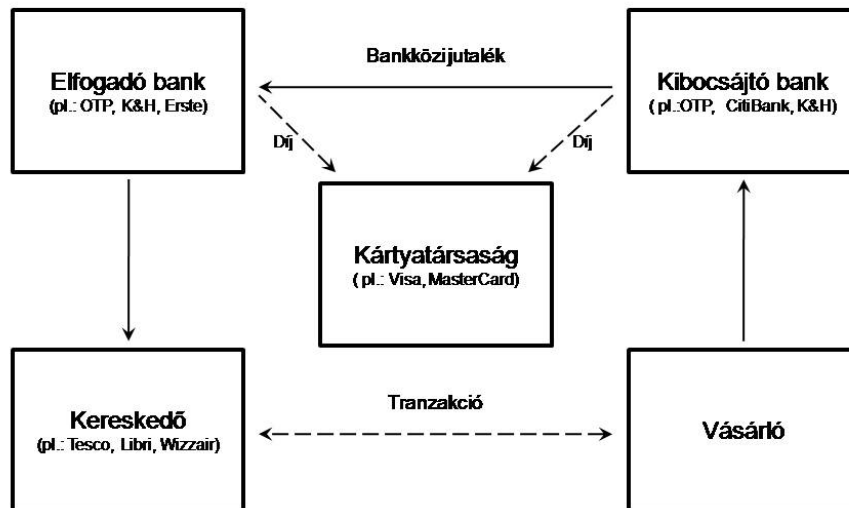 Bankközijutalék
Elfogadó bank
(pl.: OTP, K&H, Erste)
Kibocsájtó bank
( pl.:OTP, CitiBank, K&H)
Díj
Díj
Kártyatársaság
( pl.: Visa, MasterCard)
Tranzakció
Kereskedő
(pl.: Tesco, Libri, Wizzair)
Vásárló